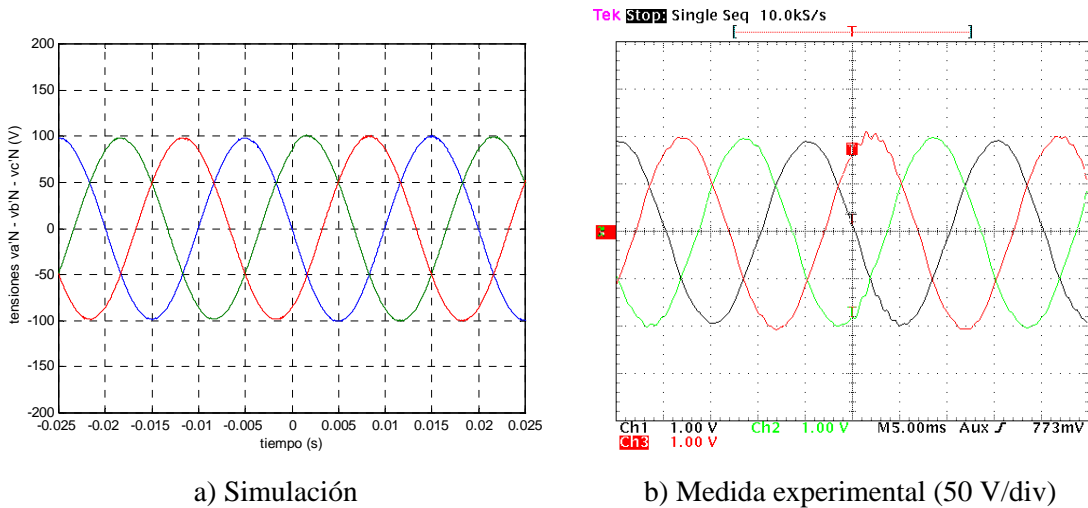 Tek Stop: Single Seq 10.0kS/s
T
200
150
100
50
0
-50
-100
-150
-200
tensiones va'N - vb'N - vc'N (V)
-0.025 -0.02 -0.015 -0.01 -0.005 0 0.005 0.01 0.015 0.02 0.025
tiempo (s)
Ch1 1.00 V Ch2 1.00 V M5.00ms Aux ƒ 773mV
Ch3 1.00 V
a) Simulación
b) Medida experimental (50 V/div)